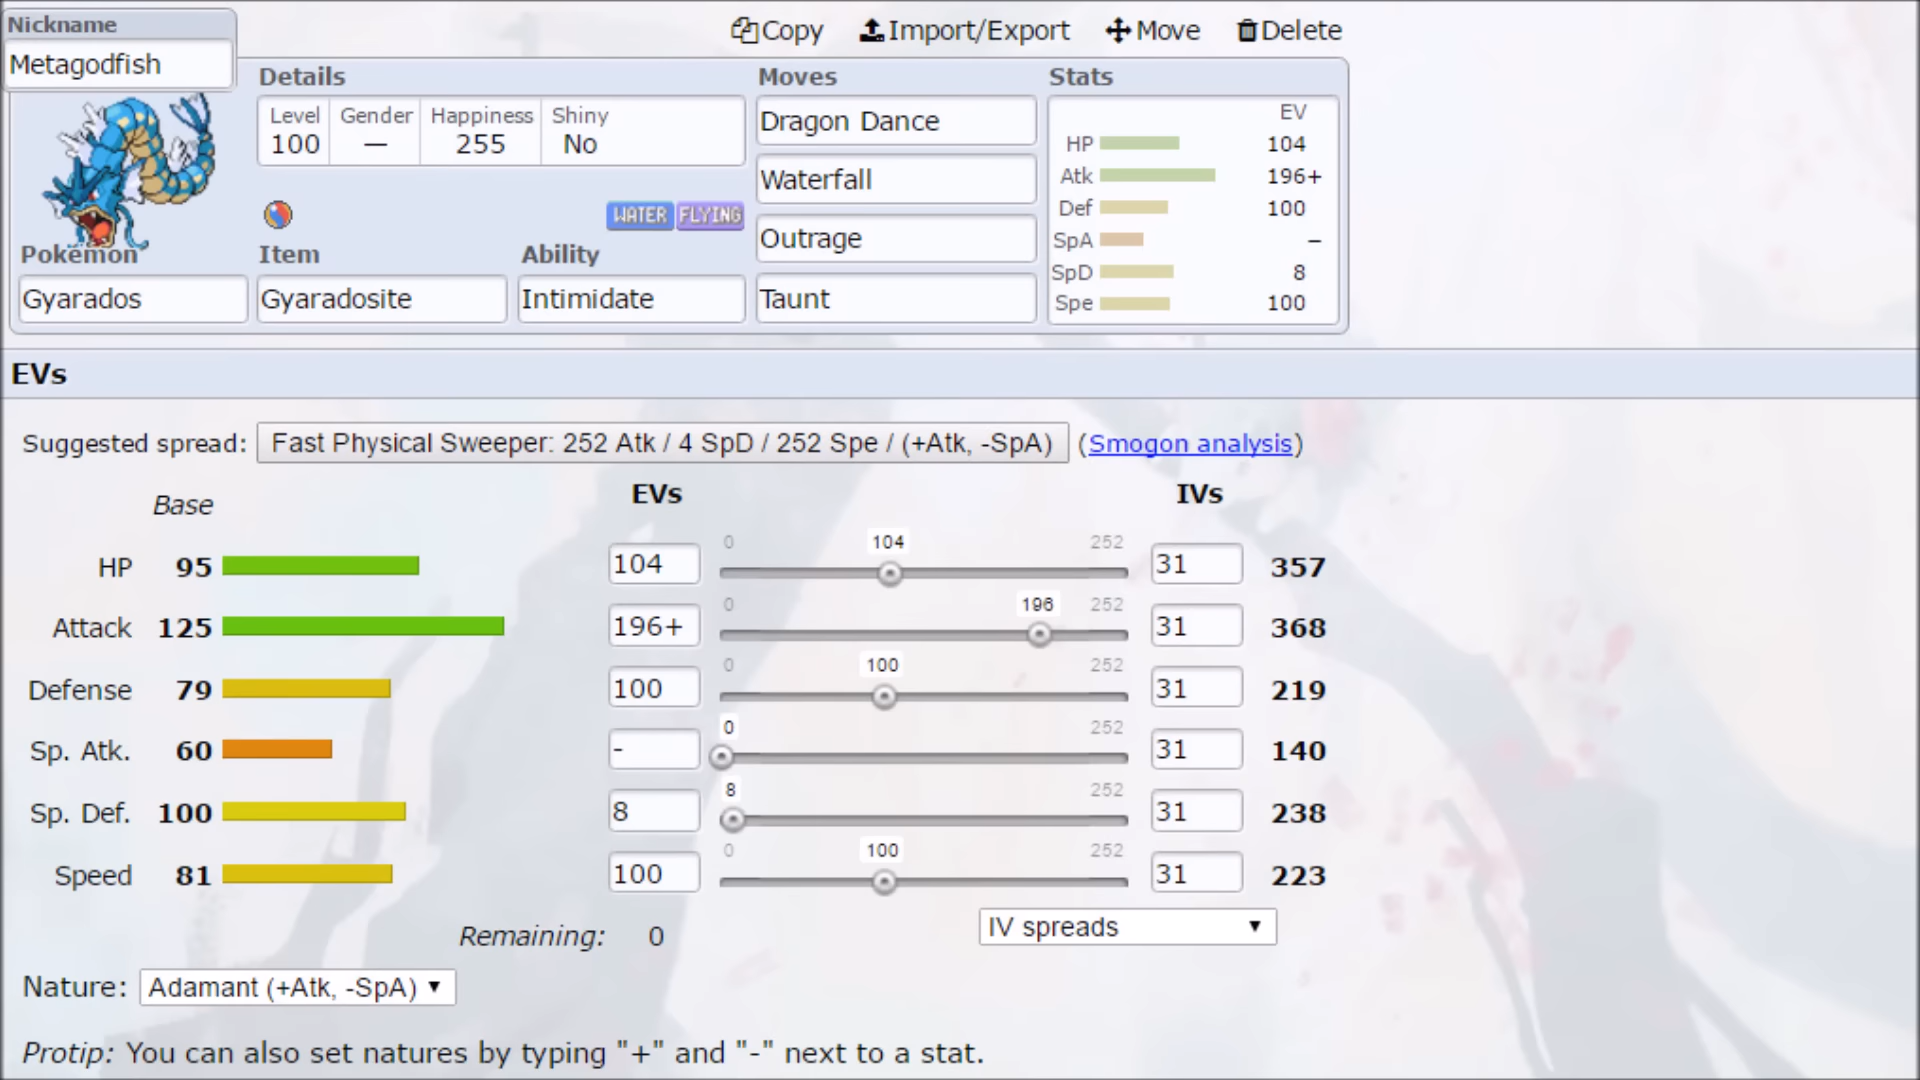 Nickname
Metagodfish
Copy Import/Export Move Delete
Details
Level Gender Happiness Shiny
100 — 255 No
WATER FLYING
Pokémon Item Ability
Gyarados Gyaradosite Intimidate
Moves
Dragon Dance
Waterfall
Outrage
Taunt
Stats
EV
HP 104
Atk 196+
Def 100
SpA –
SpD 8
Spe 100
EVs
Suggested spread: Fast Physical Sweeper: 252 Atk / 4 SpD / 252 Spe / (+Atk, -SpA) (Smogon analysis)
Base EVs IVs
0 104 252
HP 95 104 31 357
0 196 252
Attack 125 196+ 31 368
0 100 252
Defense 79 100 31 219
0 252
Sp. Atk. 60 - 31 140
8 252
Sp. Def. 100 8 31 238
0 100 252
Speed 81 100 31 223
Remaining: 0 IV spreads ▼
Nature: Adamant (+Atk, -SpA) ▼
Protip: You can also set natures by typing "+" and "-" next to a stat.